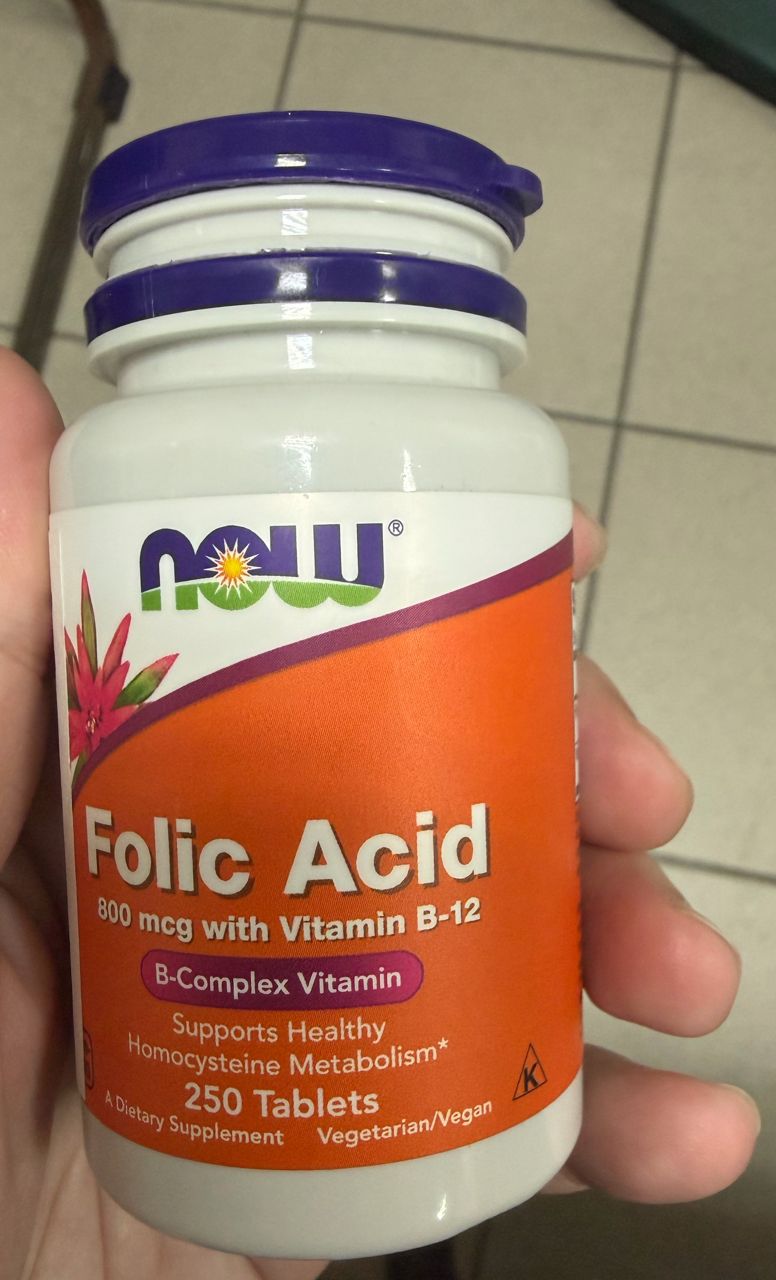 NOW®
Folic Acid
800 mcg with Vitamin B-12
B-Complex Vitamin
Supports Healthy
Homocysteine Metabolism*
250 Tablets
A Dietary Supplement Vegetarian/Vegan
K